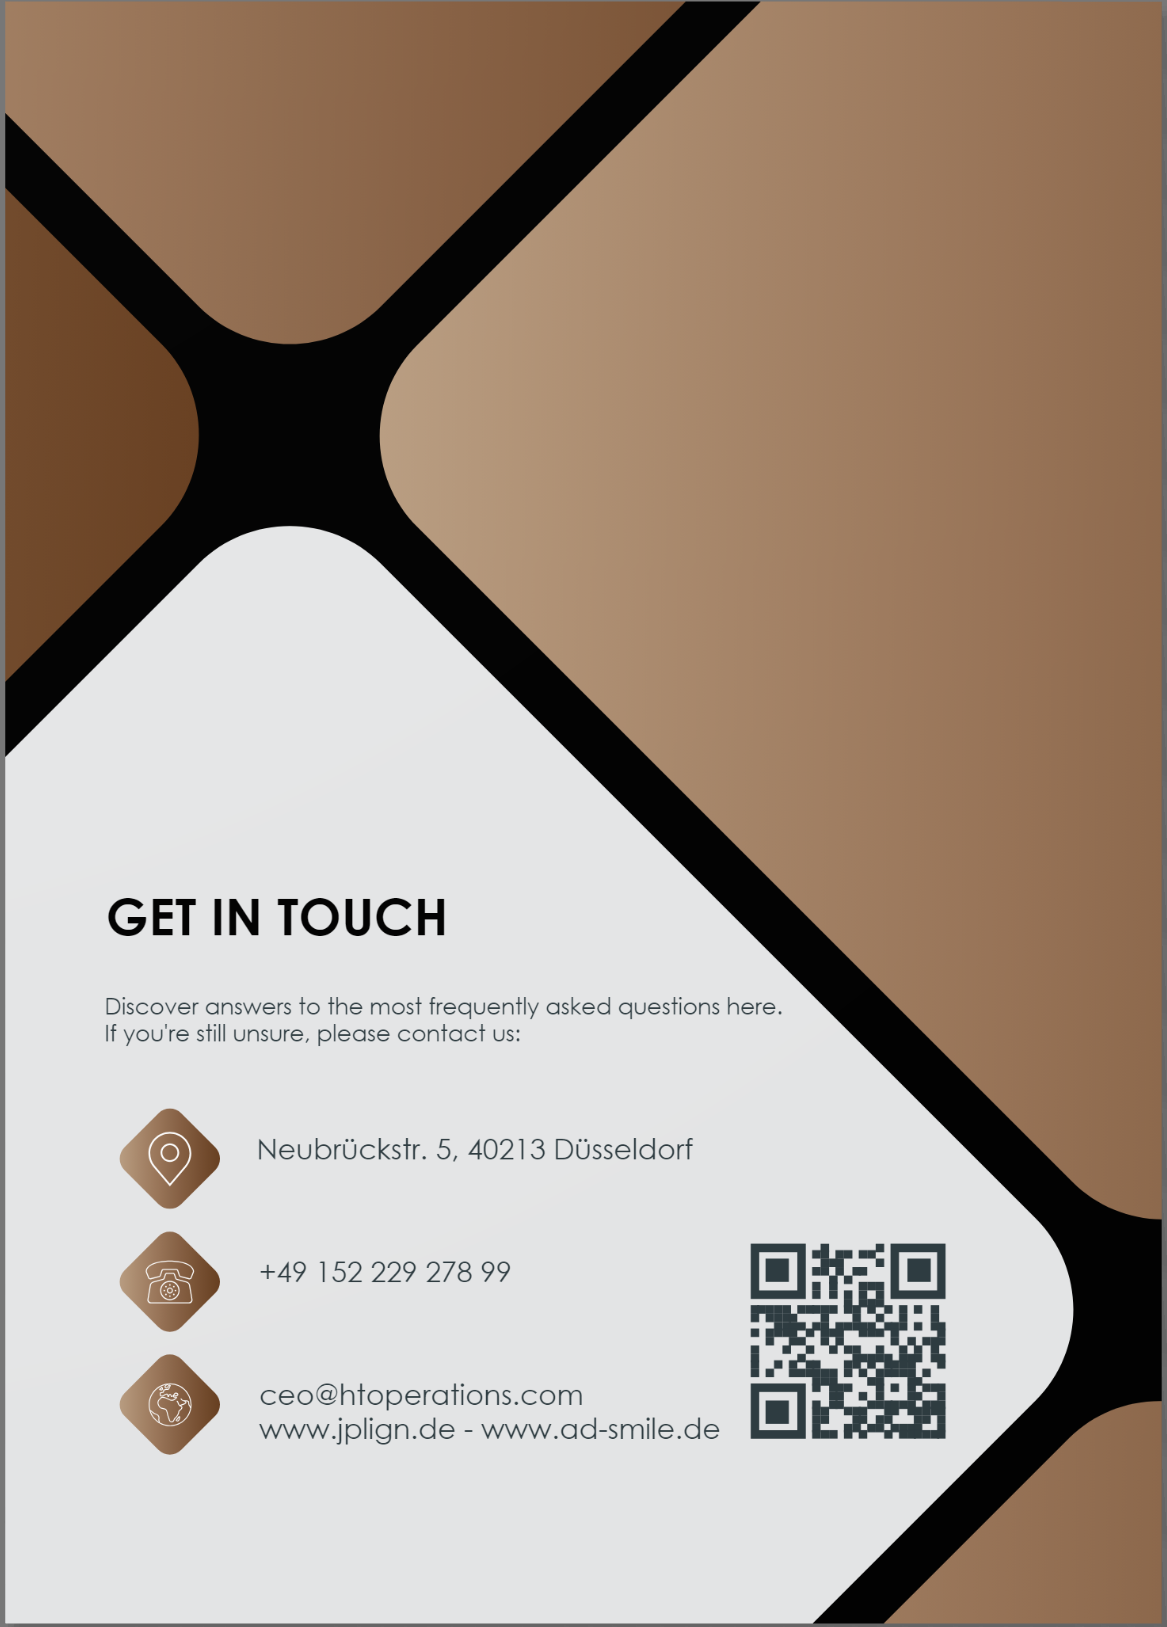 GET IN TOUCH
Discover answers to the most frequently asked questions here.
If you're still unsure, please contact us:
Neubrückstr. 5, 40213 Düsseldorf
+49 152 229 278 99
ceo@htoperations.com
www.jplign.de - www.ad-smile.de